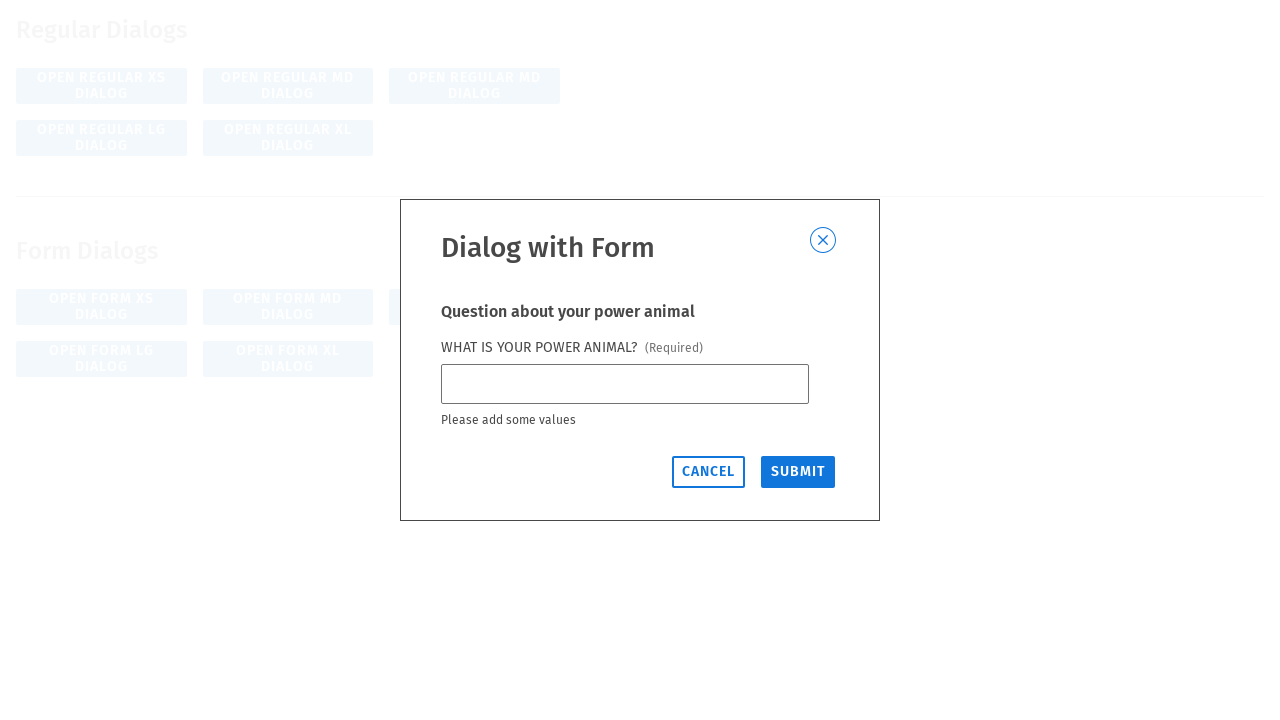 Regular Dialogs
OPEN REGULAR XS
DIALOG
OPEN REGULAR MD
DIALOG
OPEN REGULAR MD
DIALOG
OPEN REGULAR LG
DIALOG
OPEN REGULAR XL
DIALOG
Form Dialogs
OPEN FORM XS
DIALOG
OPEN FORM MD
DIALOG
OPEN FORM LG
DIALOG
OPEN FORM XL
DIALOG
Dialog with Form
Question about your power animal
WHAT IS YOUR POWER ANIMAL? (Required)
Please add some values
CANCEL
SUBMIT